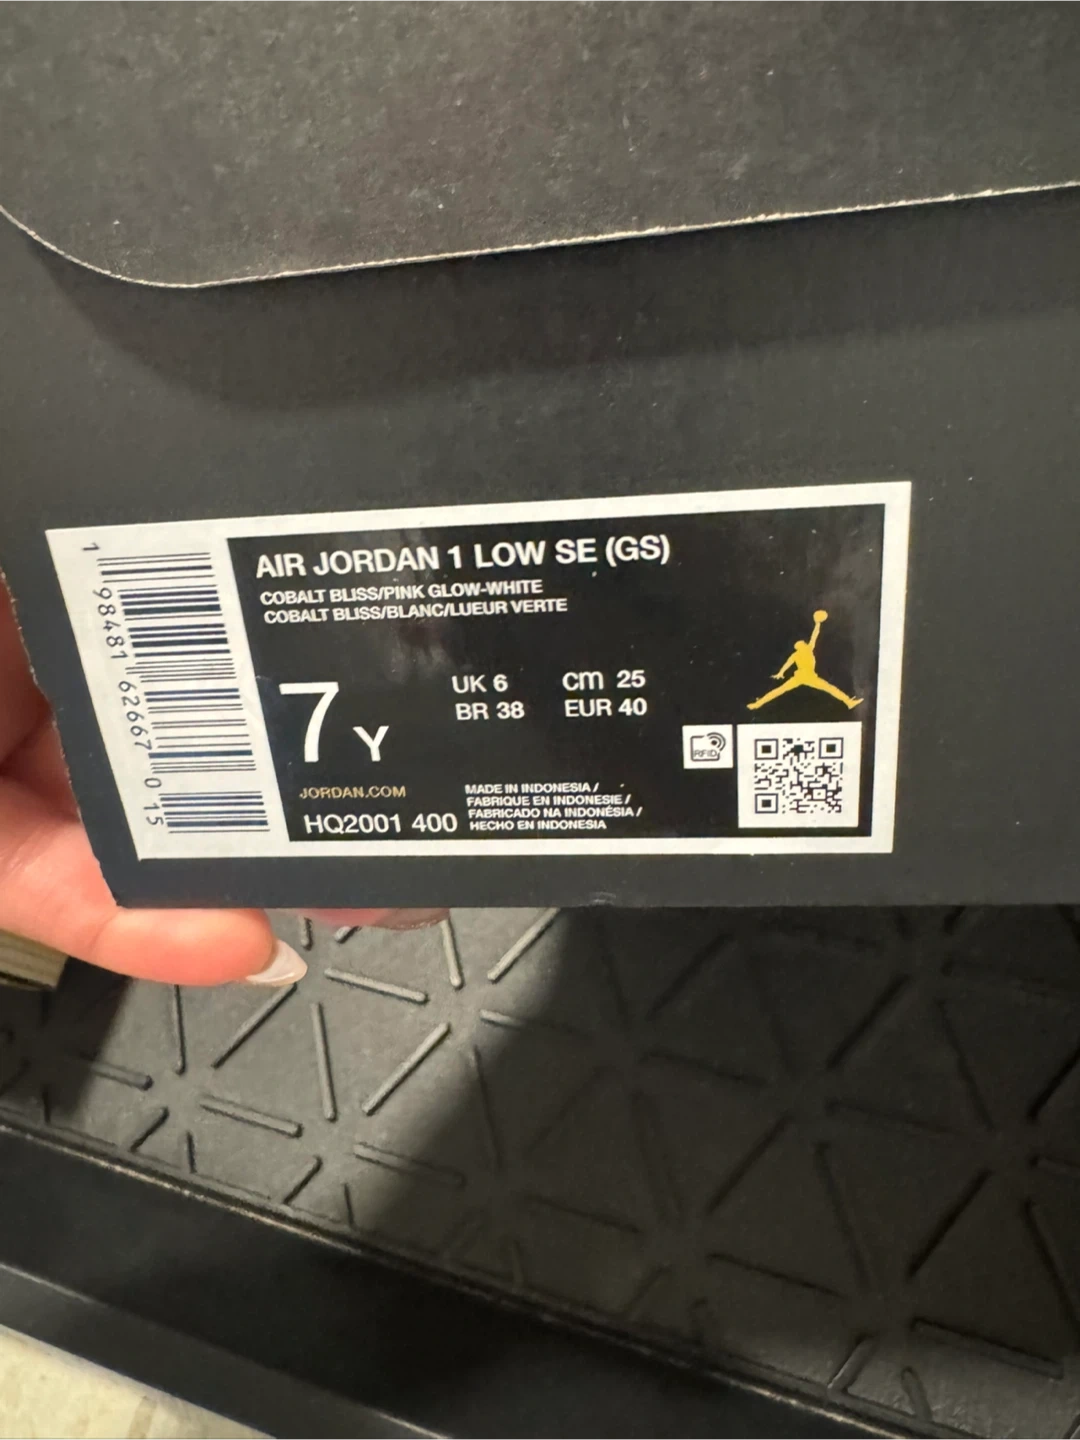 AIR JORDAN 1 LOW SE (GS)
COBALT BLISS/PINK GLOW-WHITE
COBALT BLISS/BLANC/LUEUR VERTE
7Y
UK 6 cm 25
BR 38 EUR 40
RFID
JORDAN.COM
HQ2001 400
MADE IN INDONESIA /
FABRIQUE EN INDONESIE /
FABRICADO NA INDONÉSIA /
HECHO EN INDONESIA
1 98481 62667 0 15